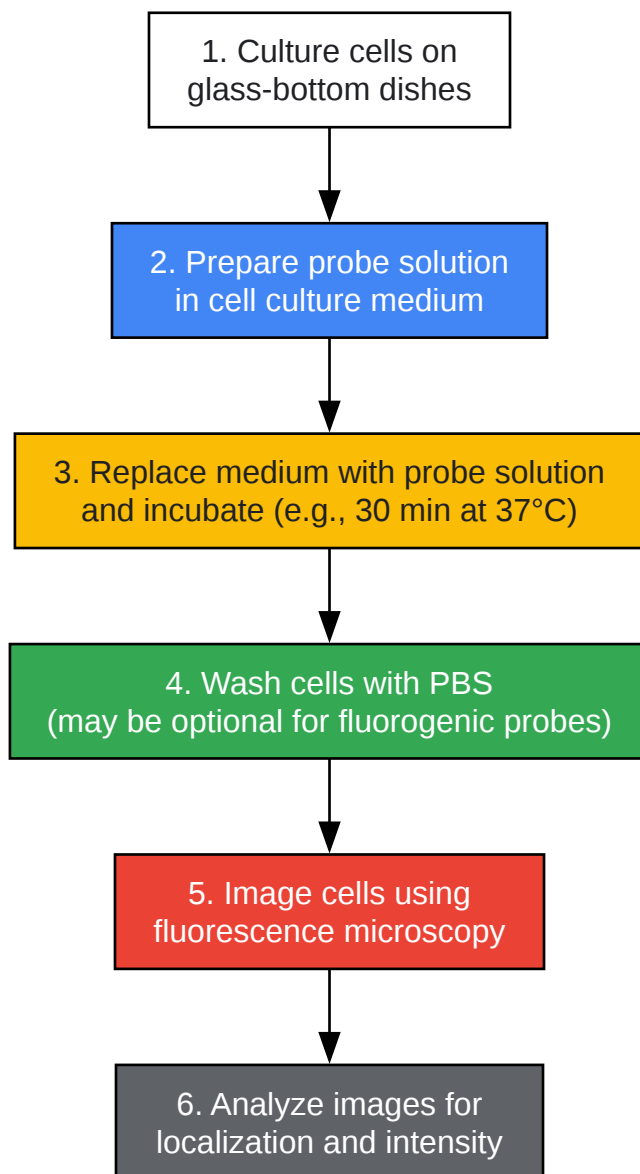 1. Culture cells on
glass-bottom dishes
2. Prepare probe solution
in cell culture medium
3. Replace medium with probe solution
and incubate (e.g., 30 min at 37°C)
4. Wash cells with PBS
(may be optional for fluorogenic probes)
5. Image cells using
fluorescence microscopy
6. Analyze images for
localization and intensity